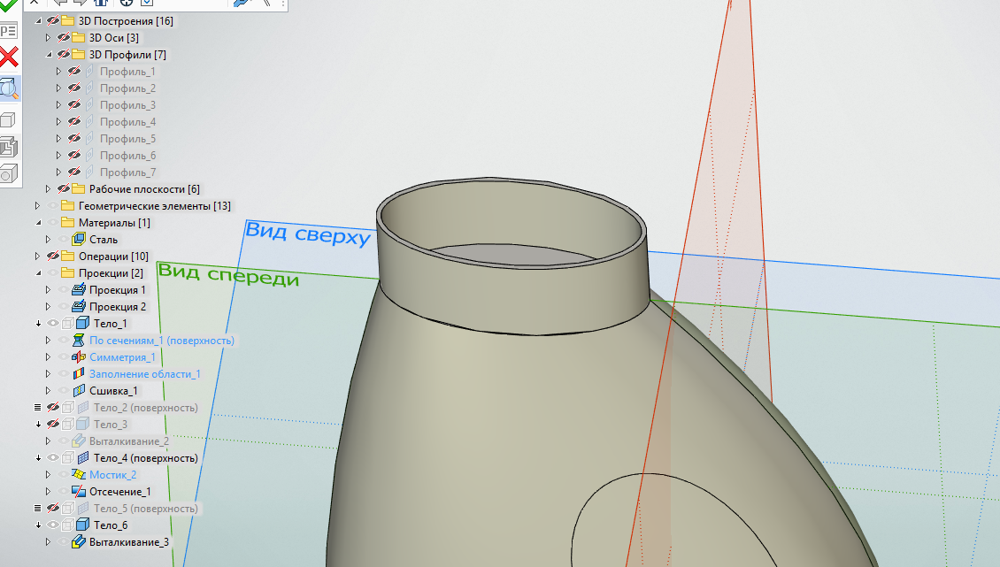 3D Построения [16]
3D Оси [3]
3D Профили [7]
Профиль_1
Профиль_2
Профиль_3
Профиль_4
Профиль_5
Профиль_6
Профиль_7
Рабочие плоскости [6]
Геометрические элементы [13]
Материалы [1]
Сталь
Операции [10]
Проекции [2]
Проекция 1
Проекция 2
Тело_1
По сечениям_1 (поверхность)
Симметрия_1
Заполнение области_1
Сшивка_1
Тело_2 (поверхность)
Тело_3
Выталкивание_2
Тело_4 (поверхность)
Мостик_2
Отсечение_1
Тело_5 (поверхность)
Тело_6
Выталкивание_3
Вид сверху
Вид спереди